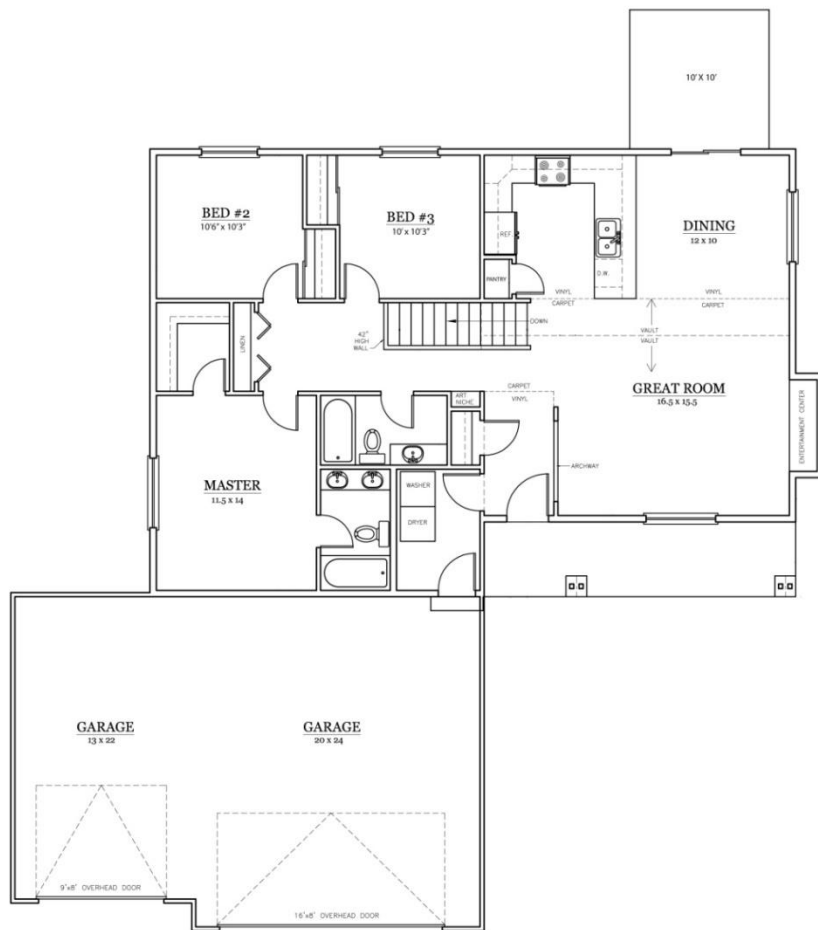 10' X 10'
BED #2
10'6" x 10'3"
BED #3
10' x 10'3"
REF.
D.W.
DINING
12 x 10
PANTRY
VINYL
CARPET
VINYL
CARPET
LINEN
42"
HIGH
WALL
DOWN
VAULT
VAULT
GREAT ROOM
16.5 x 15.5
CARPET
VINYL
ART
NICHE
ENTERTAINMENT CENTER
MASTER
11.5 x 14
WASHER
DRYER
ARCHWAY
GARAGE
13 x 22
GARAGE
20 x 24
9'x8' OVERHEAD DOOR
16'x8' OVERHEAD DOOR